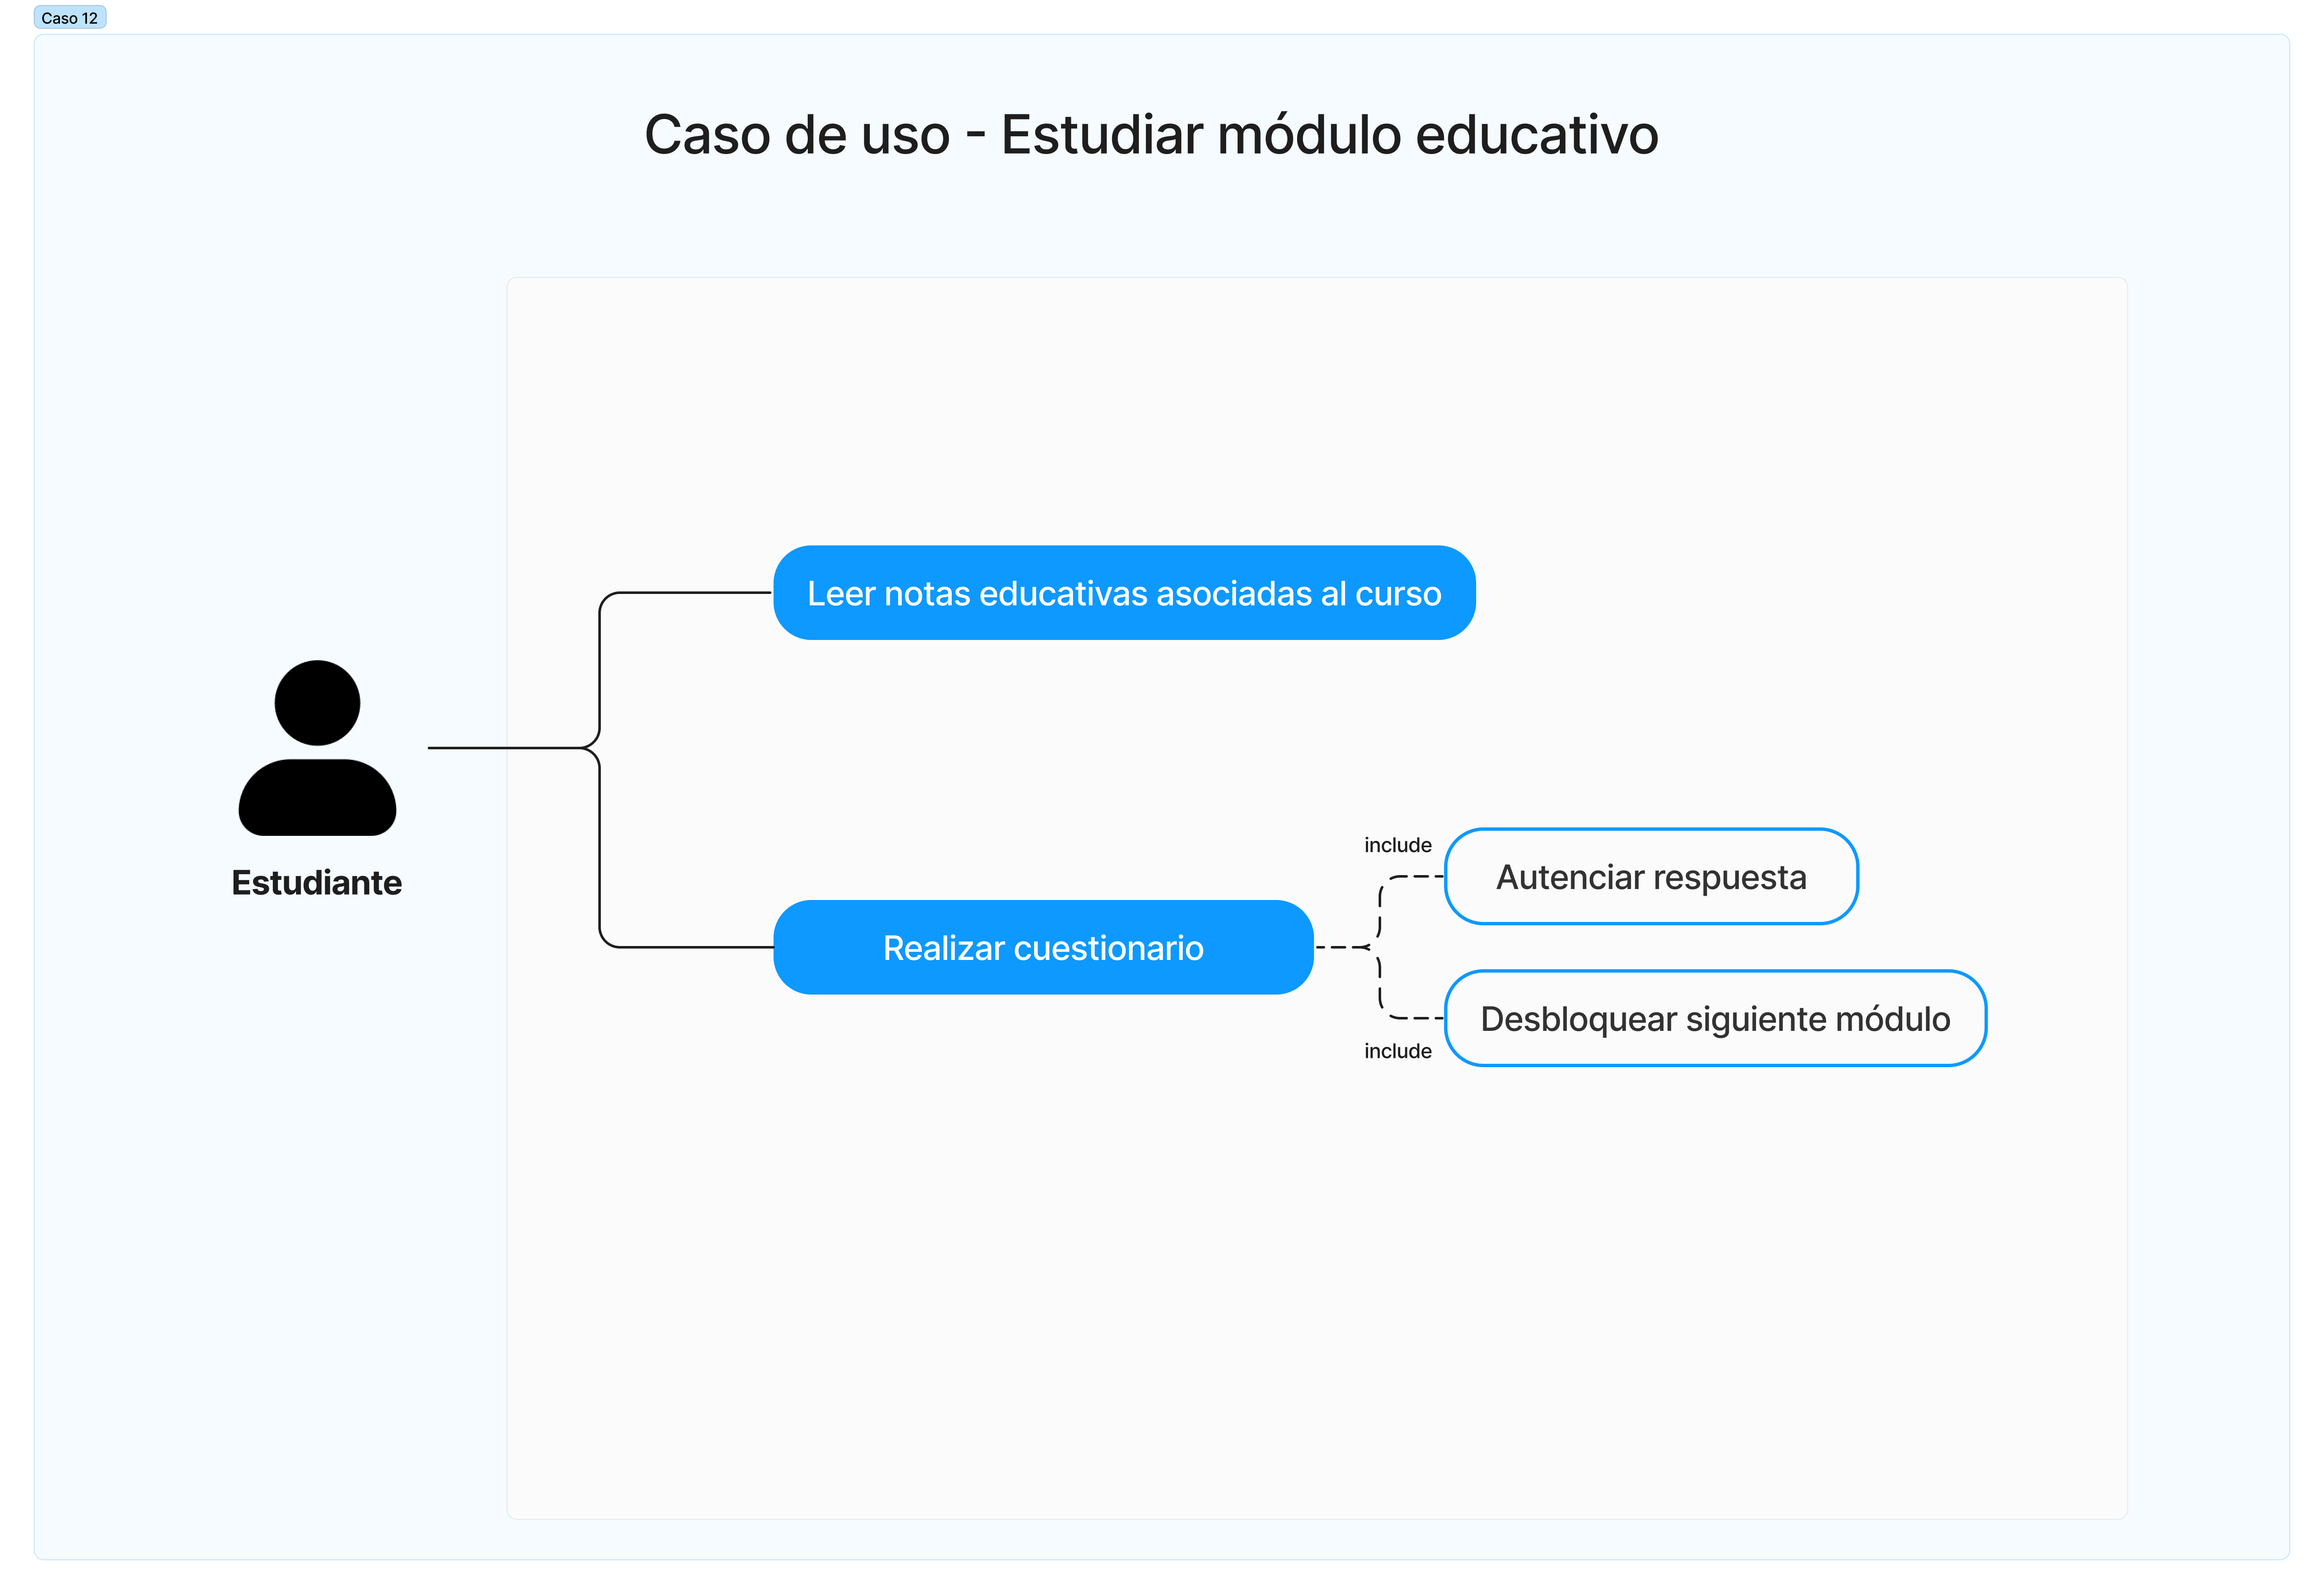 Caso 12
Caso de uso - Estudiar módulo educativo
Leer notas educativas asociadas al curso
Estudiante
include
Autenciar respuesta
Realizar cuestionario
Desbloquear siguiente módulo
include